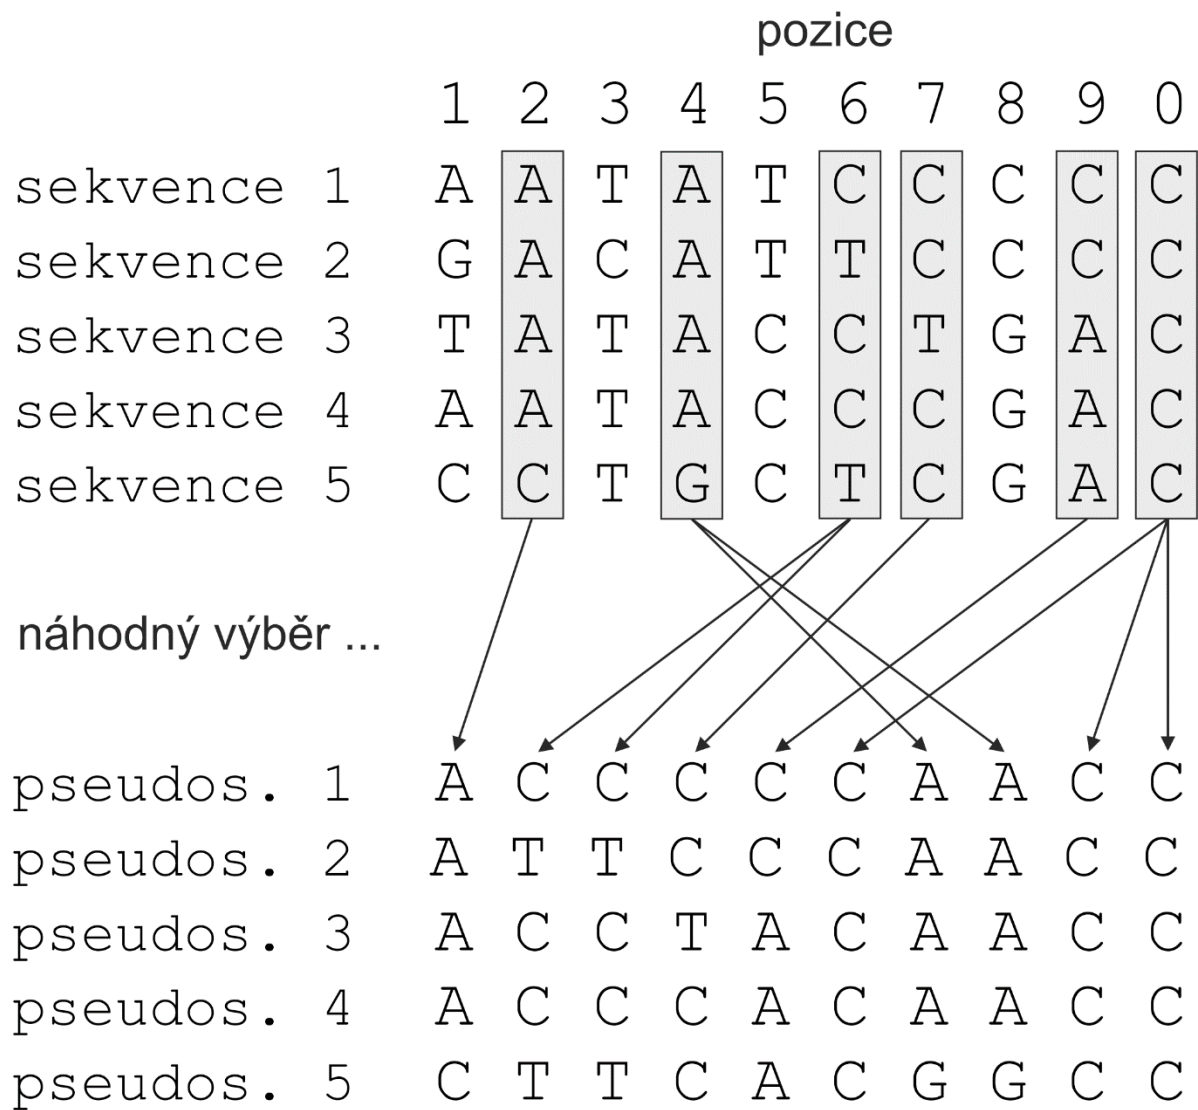 pozice
1 2 3 4 5 6 7 8 9 0
sekvence 1 A A T A T C C C C C
sekvence 2 G A C A T T C C C C
sekvence 3 T A T A C C T G A C
sekvence 4 A A T A C C C G A C
sekvence 5 C C T G C T C G A C
náhodný výběr ...
pseudos. 1 A C C C C C A A C C
pseudos. 2 A T T C C C A A C C
pseudos. 3 A C C T A C A A C C
pseudos. 4 A C C C A C A A C C
pseudos. 5 C T T C A C G G C C